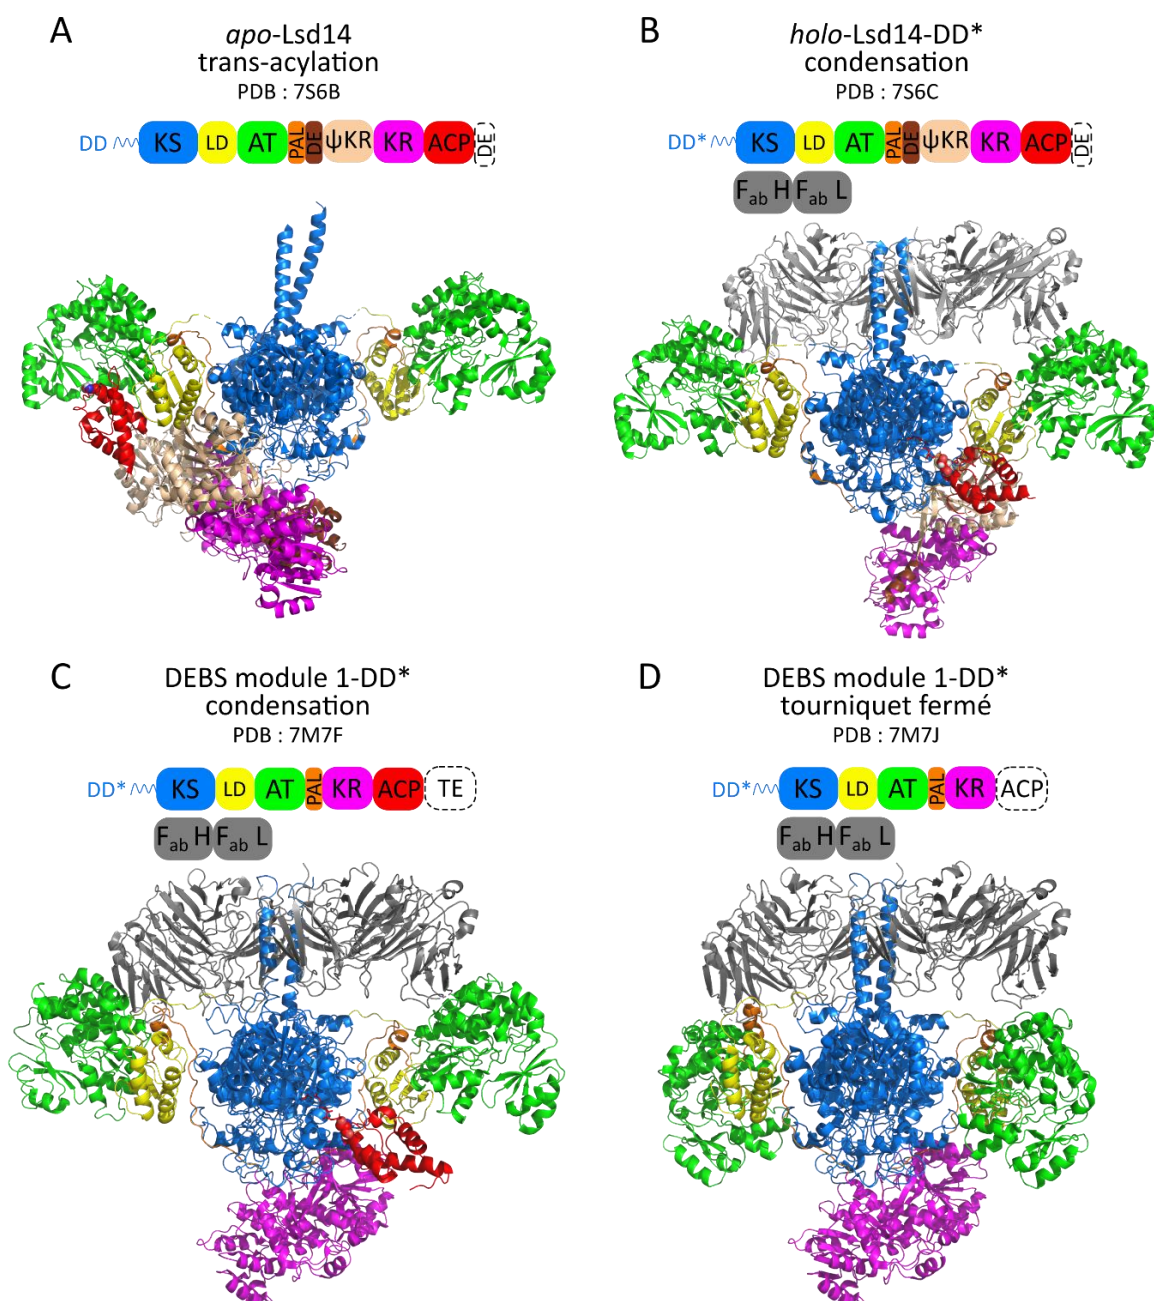 A
apo-Lsd14
trans-acylation
PDB : 7S6B
DD KS LD AT PAL DE ψKR KR ACP DE
B
holo-Lsd14-DD*
condensation
PDB : 7S6C
DD* KS LD AT PAL DE ψKR KR ACP DE
Fab H Fab L
C
DEBS module 1-DD*
condensation
PDB : 7M7F
DD* KS LD AT PAL KR ACP TE
Fab H Fab L
D
DEBS module 1-DD*
tourniquet fermé
PDB : 7M7J
DD* KS LD AT PAL KR ACP
Fab H Fab L